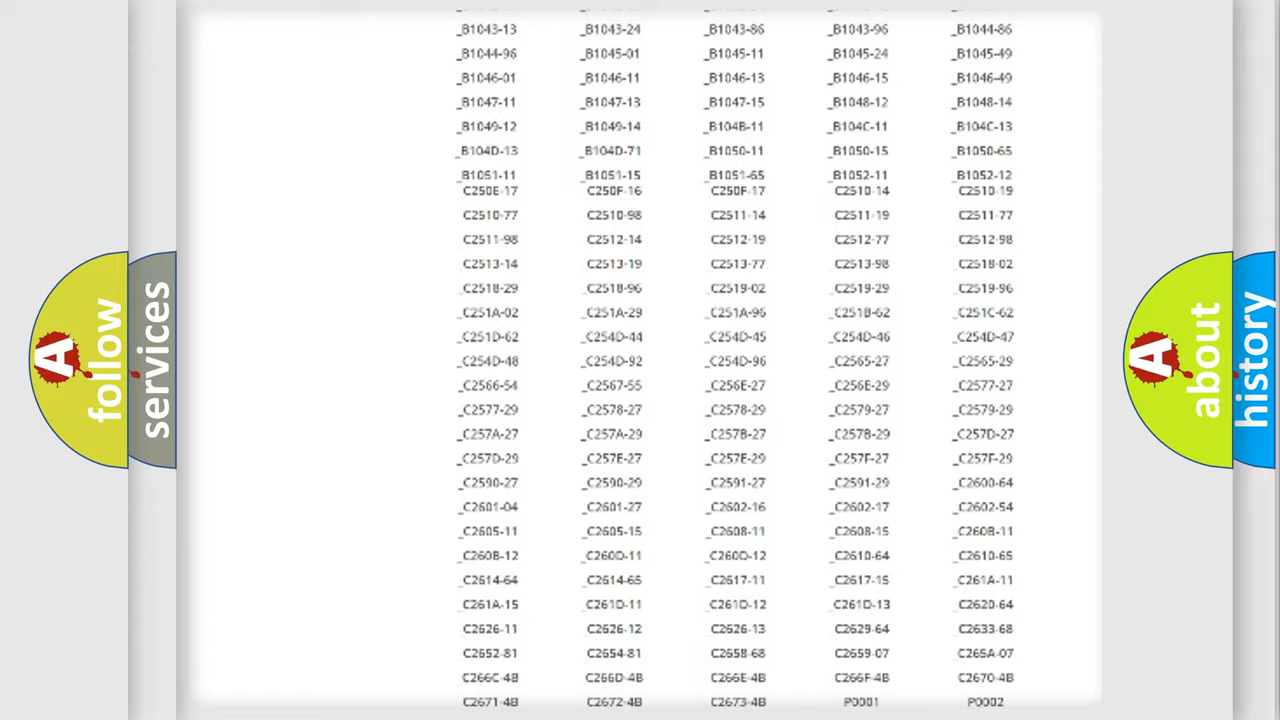 _B1043-13 _B1043-24 _B1043-86 _B1043-96 _B1044-86
_B1044-96 _B1045-01 _B1045-11 _B1045-24 _B1045-49
_B1046-01 _B1046-11 _B1046-13 _B1046-15 _B1046-49
_B1047-11 _B1047-13 _B1047-15 _B1048-12 _B1048-14
_B1049-12 _B1049-14 _B104B-11 _B104C-11 _B104C-13
_B104D-13 _B104D-71 _B1050-11 _B1050-15 _B1050-65
_B1051-11 _B1051-15 _B1051-65 _B1052-11 _B1052-12
C250E-17 C250F-16 C250F-17 C2510-14 C2510-19
C2510-77 C2510-98 C2511-14 C2511-19 C2511-77
C2511-98 C2512-14 C2512-19 C2512-77 C2512-98
C2513-14 C2513-19 C2513-77 C2513-98 C2518-02
_C2518-29 _C2518-96 _C2519-02 _C2519-29 _C2519-96
_C251A-02 _C251A-29 _C251A-96 _C251B-62 _C251C-62
_C251D-62 _C254D-44 _C254D-45 _C254D-46 _C254D-47
_C254D-48 _C254D-92 _C254D-96 _C2565-27 _C2565-29
_C2566-54 _C2567-55 _C256E-27 _C256E-29 _C2577-27
_C2577-29 _C2578-27 _C2578-29 _C2579-27 _C2579-29
_C257A-27 _C257A-29 _C257B-27 _C257B-29 _C257D-27
_C257D-29 _C257E-27 _C257E-29 _C257F-27 _C257F-29
_C2590-27 _C2590-29 _C2591-27 _C2591-29 _C2600-64
_C2601-04 _C2601-27 _C2602-16 _C2602-17 _C2602-54
_C2605-11 _C2605-15 _C2608-11 _C2608-15 _C260B-11
_C260B-12 _C260D-11 _C260D-12 _C2610-64 _C2610-65
_C2614-64 _C2614-65 _C2617-11 _C2617-15 _C261A-11
_C261A-15 _C261D-11 _C261D-12 _C261D-13 _C2620-64
C2626-11 C2626-12 C2626-13 C2629-64 C2633-68
C2652-81 C2654-81 C2658-68 C2659-07 C265A-07
C266C-4B C266D-4B C266E-4B C266F-4B C2670-4B
C2671-4B C2672-4B C2673-4B P0001 P0002
A follow
services
A about
history